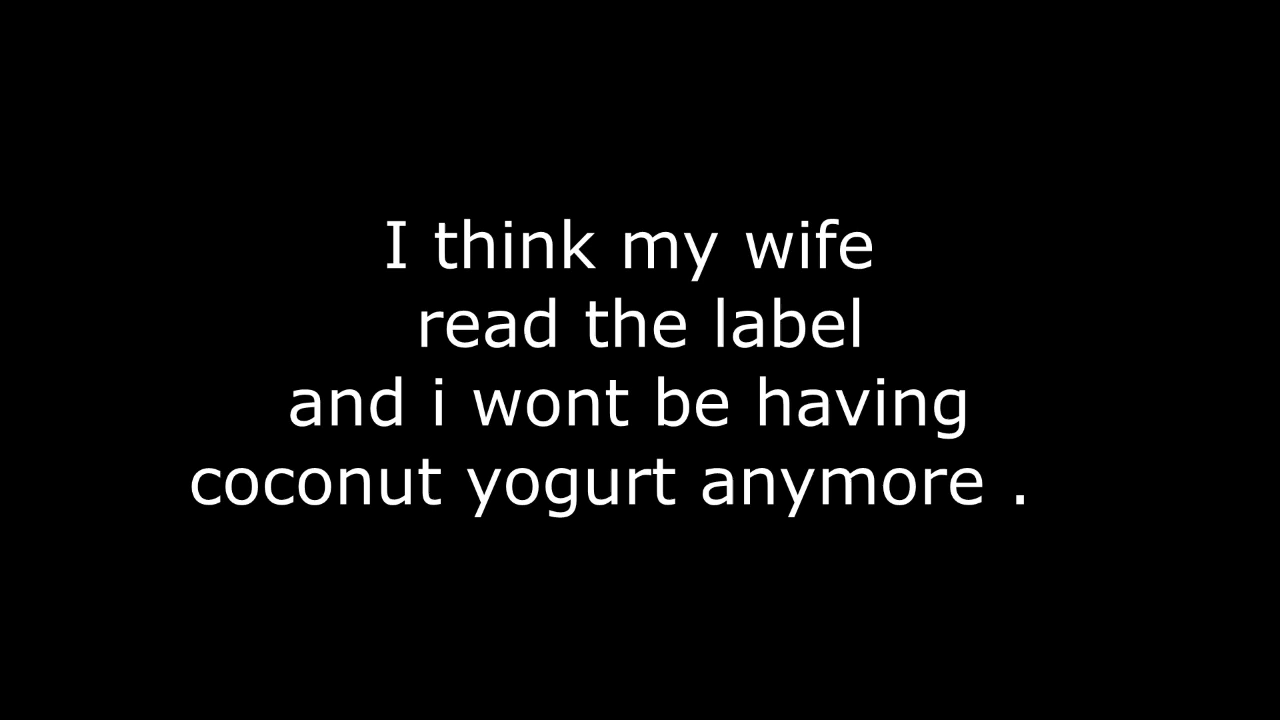 I think my wife
read the label
and i wont be having
coconut yogurt anymore .